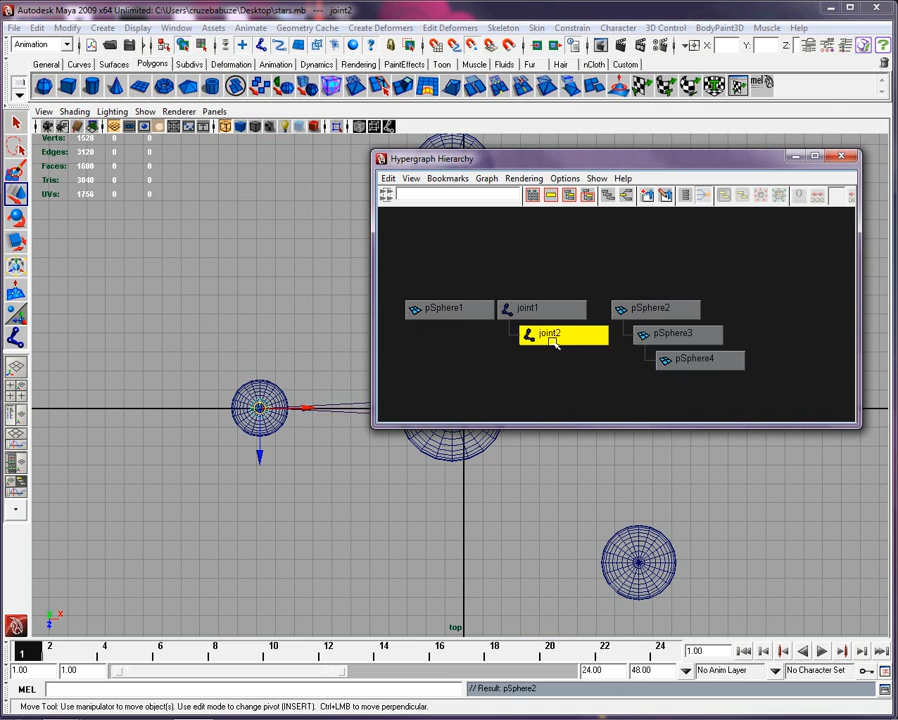 Autodesk Maya 2009 x64 Unlimited: C:\Users\cruzebabuze\Desktop\stars.mb --- joint2
File Edit Modify Create Display Window Assets Animate Geometry Cache Create Deformers Edit Deformers Skeleton Skin Constrain Character 3D Control BodyPaint3D Muscle Help
Animation X: Y: Z:
General Curves Surfaces Polygons Subdivs Deformation Animation Dynamics Rendering PaintEffects Toon Muscle Fluids Fur Hair nCloth Custom
mel
View Shading Lighting Show Renderer Panels
Verts: 1528 0 0
Edges: 3120 0 0
Faces: 1600 0 0
Tris: 3040 0 0
UVs: 1756 0 0
Hypergraph Hierarchy
Edit View Bookmarks Graph Rendering Options Show Help
pSphere1 joint1 pSphere2
joint2 pSphere3
pSphere4
y x
z
top
1 2 4 6 8 10 12 14 16 18 20 22 24 1.00
1.00 1.00 24.00 48.00 No Anim Layer No Character Set
MEL // Result: pSphere2
Move Tool: Use manipulator to move object(s). Use edit mode to change pivot (INSERT). Ctrl+LMB to move perpendicular.